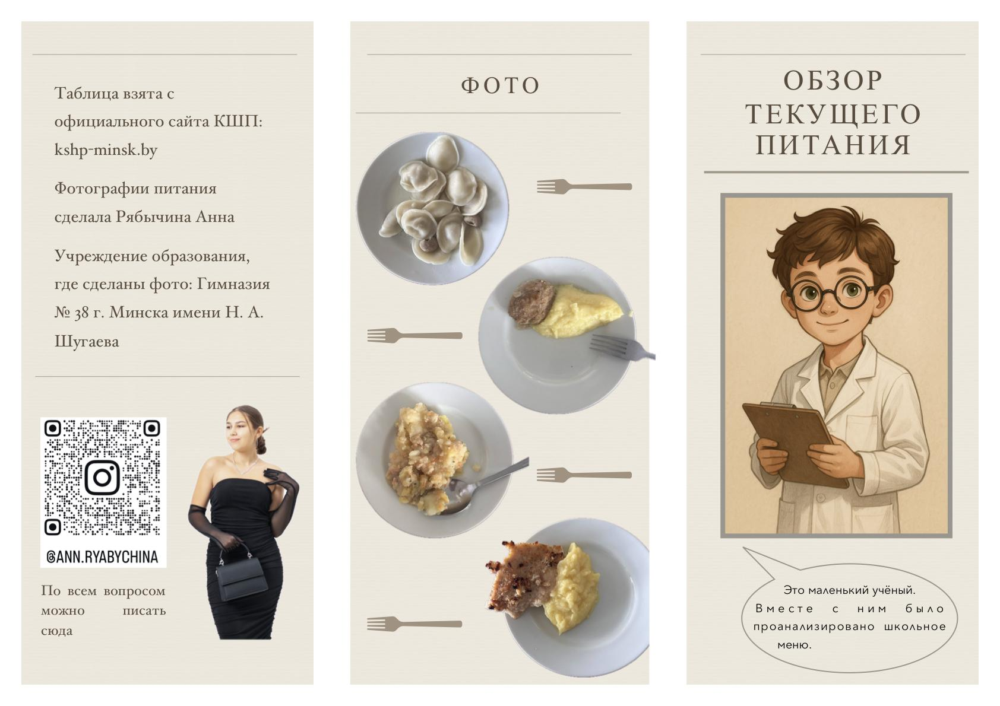 Таблица взята с
официального сайта КШП:
kshp-minsk.by
Фотографии питания
сделала Рябычина Анна
Учреждение образования,
где сделаны фото: Гимназия
№ 38 г. Минска имени Н. А.
Шугаева
@ANN.RYABYCHINA
По всем вопросом
можно писать
сюда
ФОТО
ОБЗОР
ТЕКУЩЕГО
ПИТАНИЯ
Это маленький учёный.
Вместе с ним было
проанализировано школьное
меню.